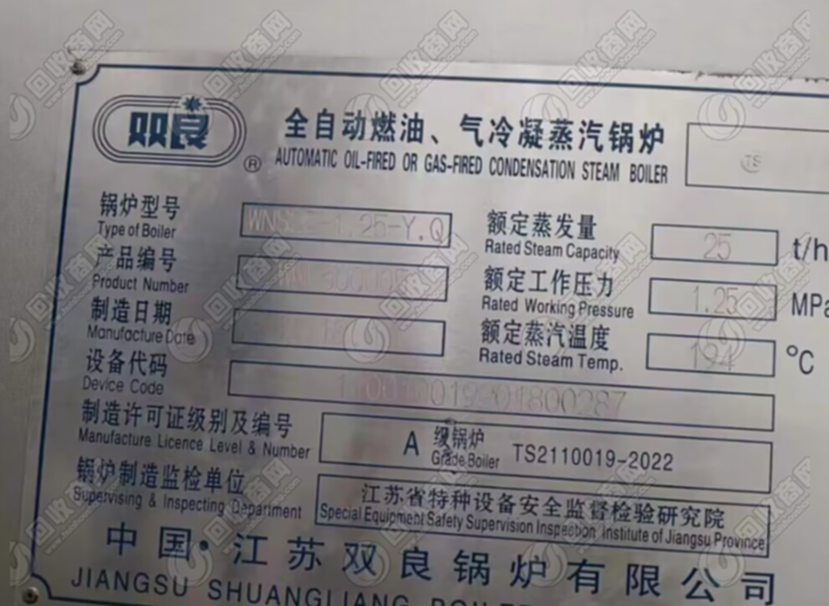 双良
®
全自动燃油、气冷凝蒸汽锅炉
AUTOMATIC OIL-FIRED OR GAS-FIRED CONDENSATION STEAM BOILER
TS
锅炉型号
Type of Boiler
额定蒸发量
Rated Steam Capacity
25
t/h
产品编号
Product Number
额定工作压力
Rated Working Pressure
1.25
MPa
制造日期
Manufacture Date
额定蒸汽温度
Rated Steam Temp.
194
°C
设备代码
Device Code
制造许可证级别及编号
Manufacture Licence Level & Number
A
级锅炉
Grade Boiler
TS2110019-2022
锅炉制造监检单位
Supervising & Inspecting Department
江苏省特种设备安全监督检验研究院
Special Equipment Safety Supervision Inspection Institute of Jiangsu Province
中国·江苏双良锅炉有限公司
JIANGSU SHUANGLIANG
回收商网